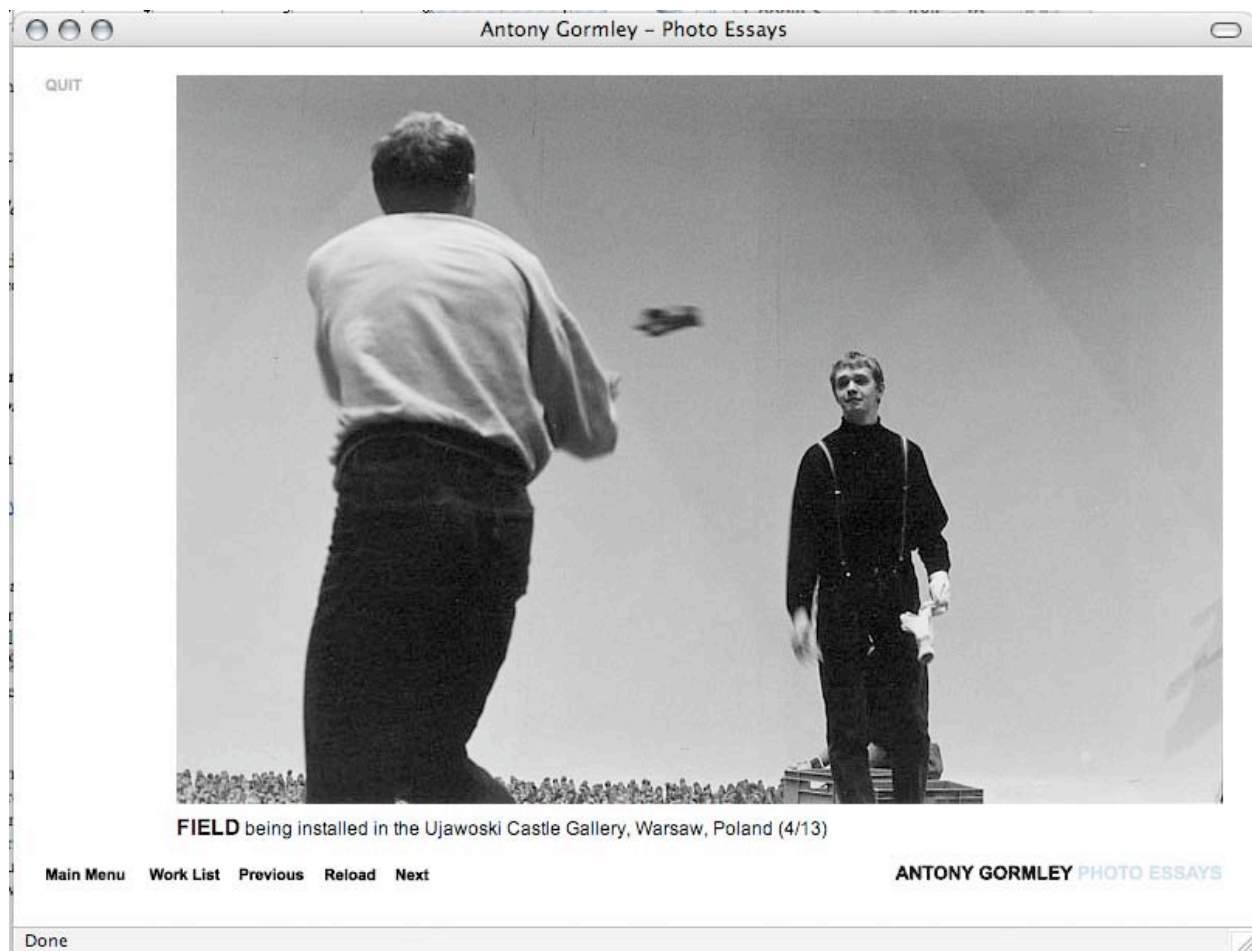 Antony Gormley – Photo Essays
QUIT
FIELD being installed in the Ujawoski Castle Gallery, Warsaw, Poland (4/13)
Main Menu Work List Previous Reload Next
ANTONY GORMLEY PHOTO ESSAYS
Done